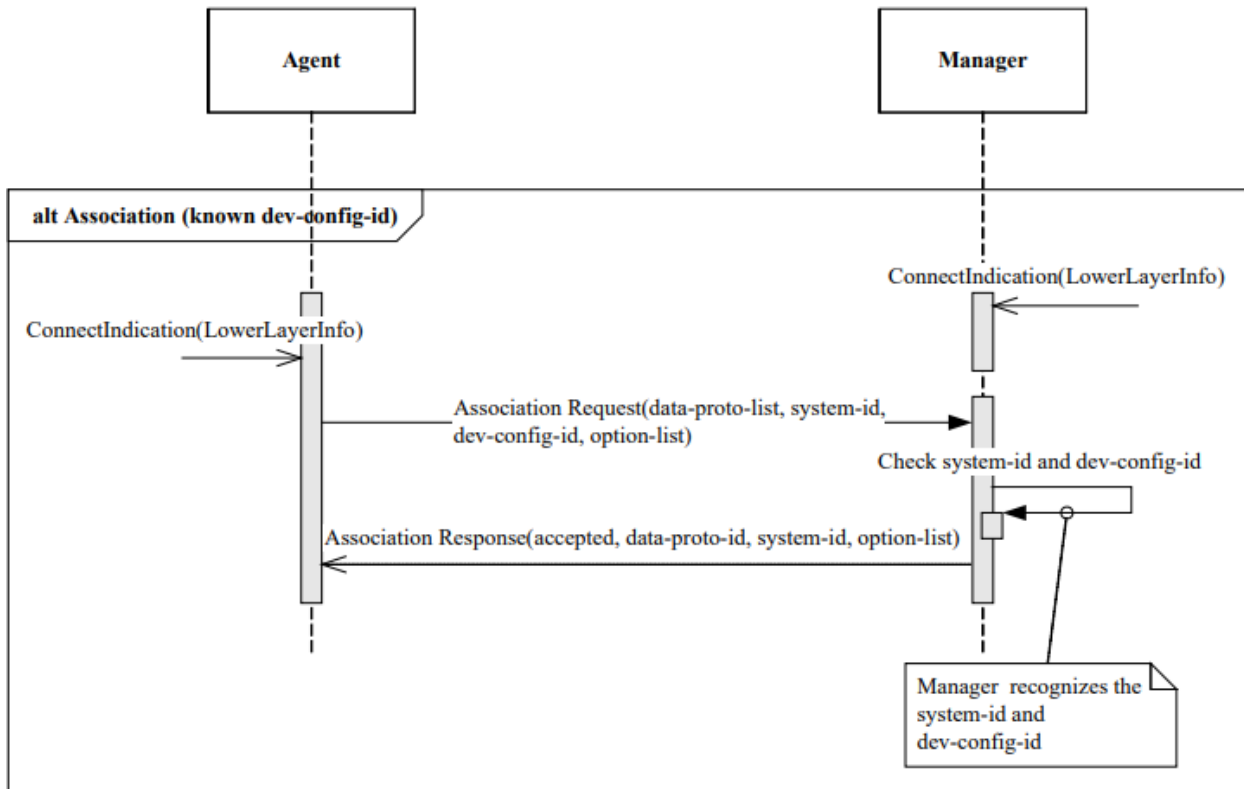 Agent
Manager
alt Association (known dev-config-id)
ConnectIndication(LowerLayerInfo)
ConnectIndication(LowerLayerInfo)
Association Request(data-proto-list, system-id,
dev-config-id, option-list)
Check system-id and dev-config-id
Association Response(accepted, data-proto-id, system-id, option-list)
Manager recognizes the
system-id and
dev-config-id